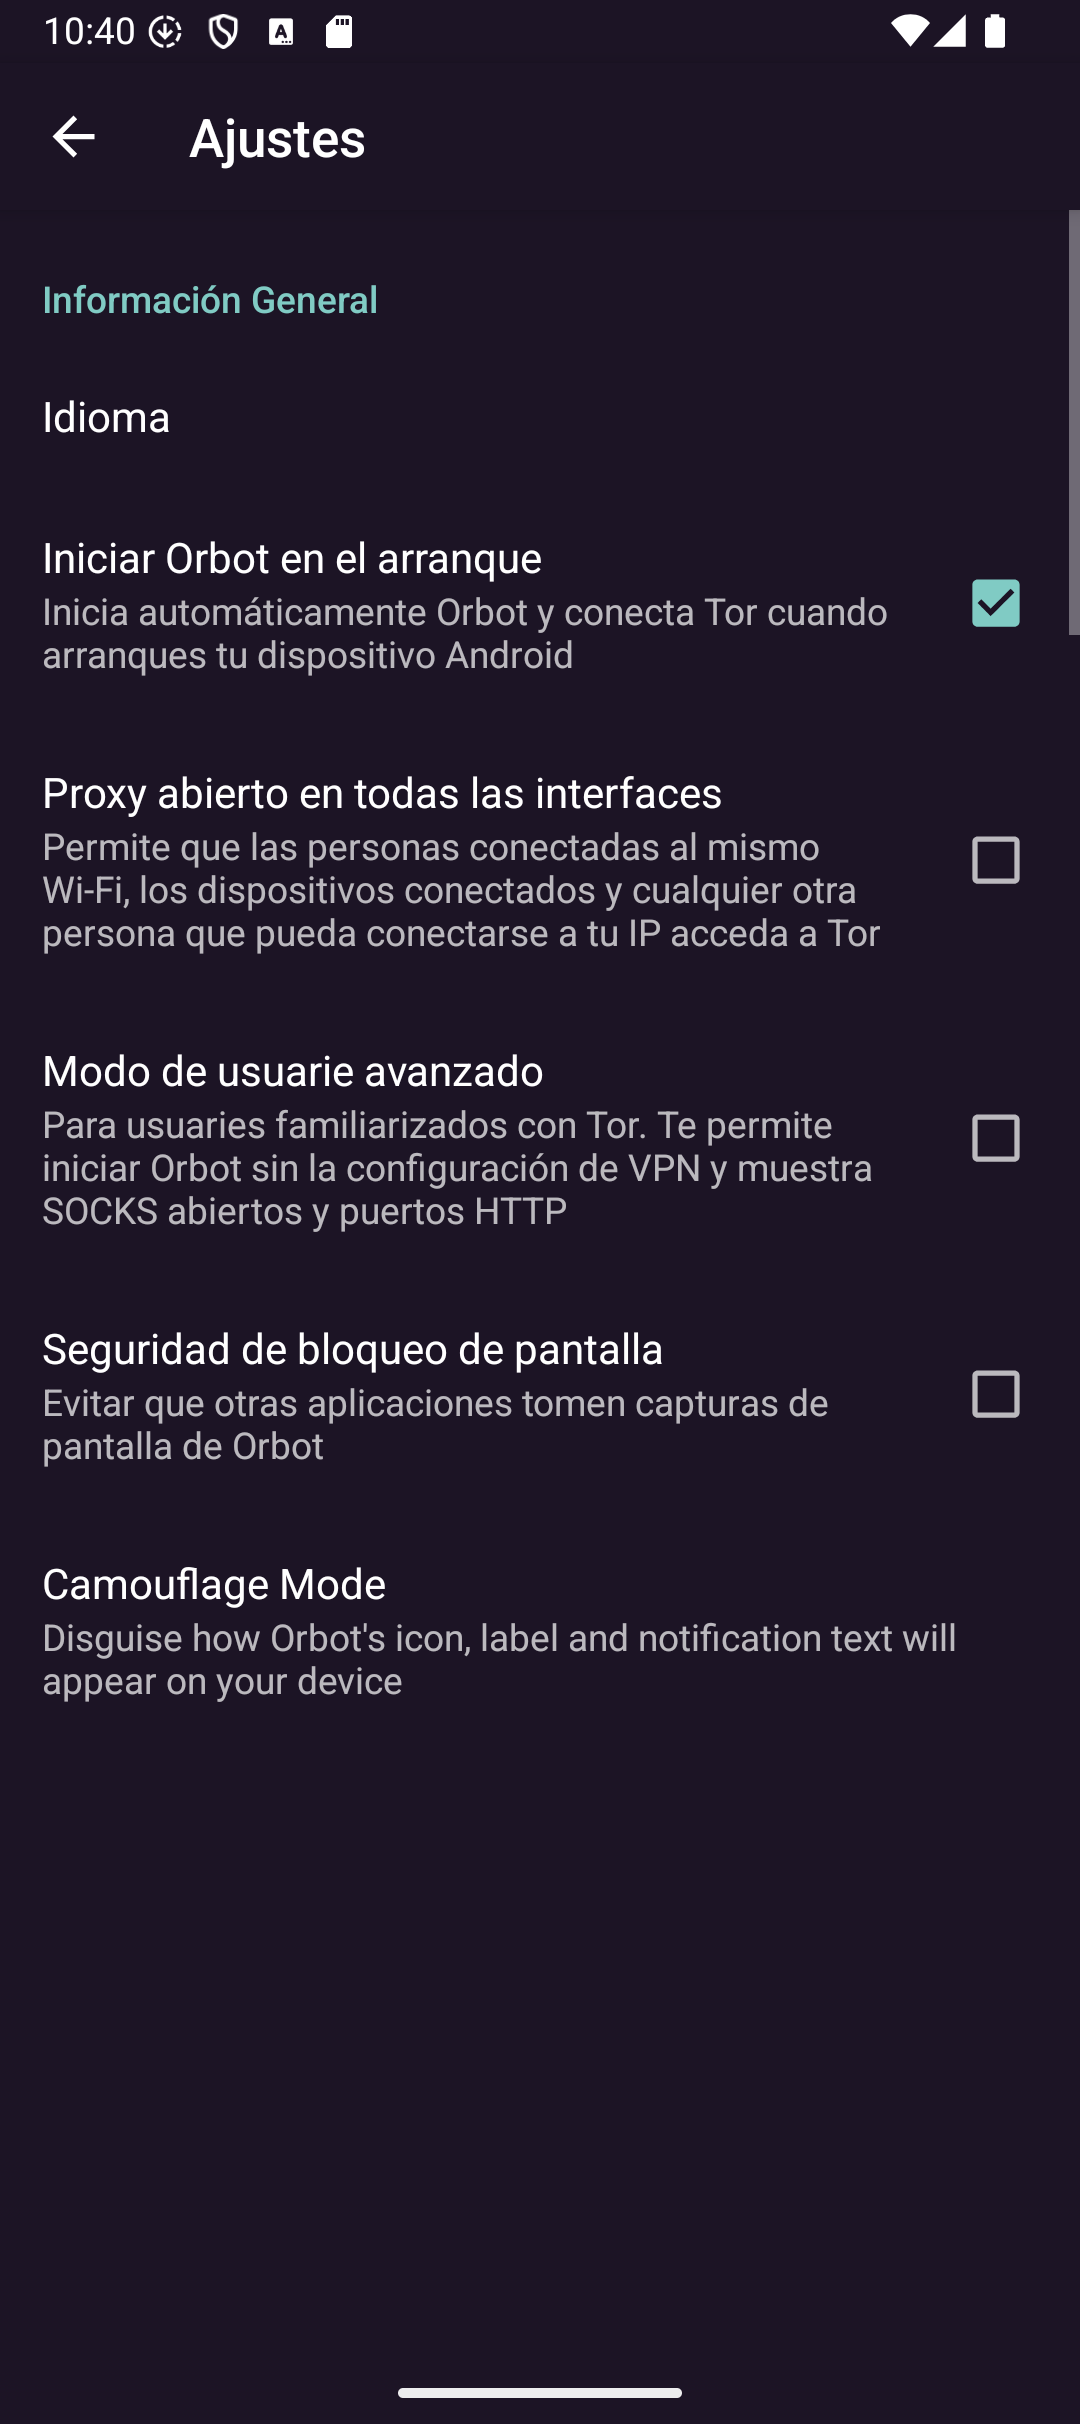 10:40
Ajustes
Información General
Idioma
Iniciar Orbot en el arranque
Inicia automáticamente Orbot y conecta Tor cuando
arranques tu dispositivo Android
Proxy abierto en todas las interfaces
Permite que las personas conectadas al mismo
Wi-Fi, los dispositivos conectados y cualquier otra
persona que pueda conectarse a tu IP acceda a Tor
Modo de usuarie avanzado
Para usuaries familiarizados con Tor. Te permite
iniciar Orbot sin la configuración de VPN y muestra
SOCKS abiertos y puertos HTTP
Seguridad de bloqueo de pantalla
Evitar que otras aplicaciones tomen capturas de
pantalla de Orbot
Camouflage Mode
Disguise how Orbot's icon, label and notification text will
appear on your device